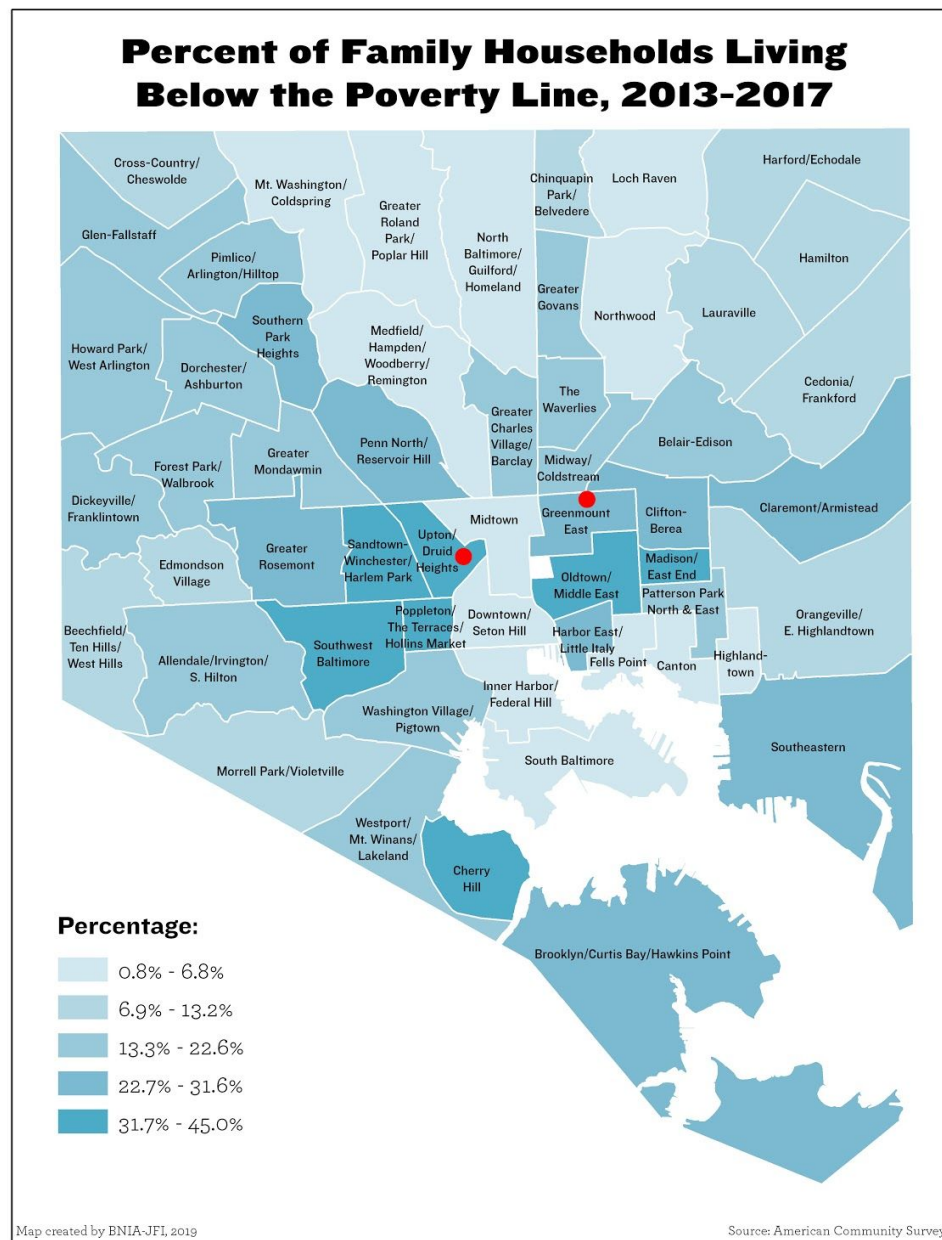 Percent of Family Households Living
Below the Poverty Line, 2013-2017
Cross-Country/
Cheswolde
Mt. Washington/
Coldspring
Greater
Roland
Park/
Poplar Hill
North
Baltimore/
Guilford/
Homeland
Chinquapin
Park/
Belvedere
Loch Raven
Harford/Echodale
Glen-Fallstaff
Pimlico/
Arlington/Hilltop
Greater
Govans
Northwood
Lauraville
Hamilton
Howard Park/
West Arlington
Dorchester/
Ashburton
Southern
Park
Heights
Medfield/
Hampden/
Woodberry/
Remington
Greater
Charles
Village/
Barclay
The
Waverlies
Cedonia/
Frankford
Belair-Edison
Penn North/
Reservoir Hill
Midway/
Coldstream
Greater
Mondawmin
Forest Park/
Walbrook
Dickeyville/
Franklintown
Claremont/Armistead
Edmondson
Village
Greater
Rosemont
Sandtown-
Winchester/
Harlem Park
Upton/
Druid
Heights
Midtown
Greenmount
East
Clifton-
Berea
Madison/
East End
Oldtown/
Middle East
Patterson Park
North & East
Orangeville/
E. Highlandtown
Beechfield/
Ten Hills/
West Hills
Allendale/Irvington/
S. Hilton
Southwest
Baltimore
Poppleton/
The Terraces/
Hollins Market
Downtown/
Seton Hill
Harbor East/
Little Italy
Fells Point
Canton
Highland-
town
Inner Harbor/
Federal Hill
Washington Village/
Pigtown
South Baltimore
Southeastern
Morrell Park/Violetville
Westport/
Mt. Winans/
Lakeland
Cherry
Hill
Brooklyn/Curtis Bay/Hawkins Point
Percentage:
0.8% - 6.8%
6.9% - 13.2%
13.3% - 22.6%
22.7% - 31.6%
31.7% - 45.0%
Map created by BNIA-JFI, 2019
Source: American Community Survey